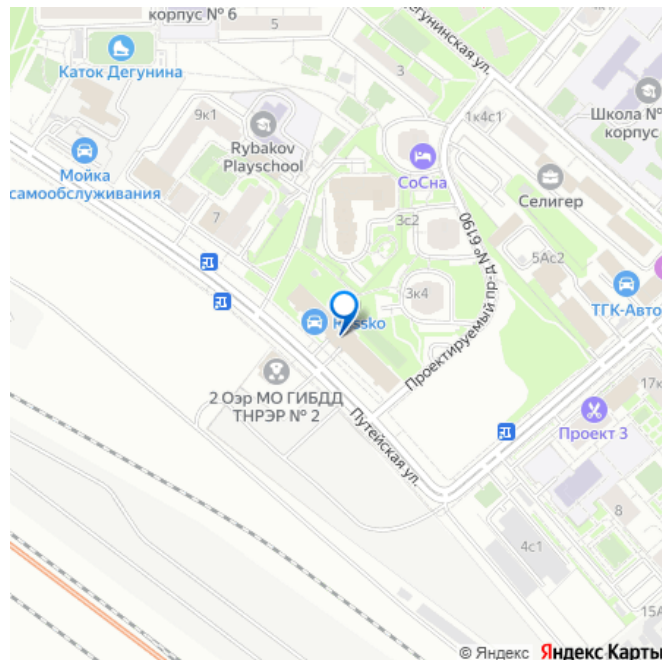 корпус № 6
5
Дегунинская ул.
Каток Дегунина
3
9к1
Rybakov
Playschool
1к4с1
Школа №
корпус
Мойка
самообслуживания
СоСна
Селигер
7
3с2
5Ас2
3к4
Проектируемый пр-д № 6190
ТГК-Авто
2 Оэр МО ГИБДД
ТНРЭР № 2
Путейская ул.
17к
Проект 3
8
4с1
15А
© Яндекс Яндекс Карты